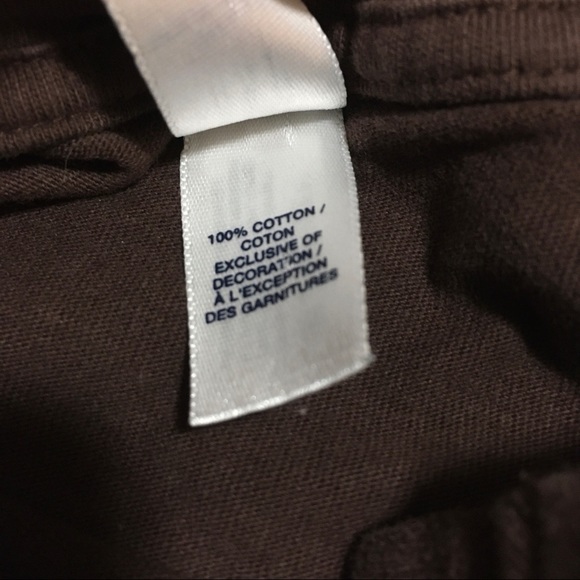 100% COTTON /
COTON
EXCLUSIVE OF
DECORATION /
À L'EXCEPTION
DES GARNITURES